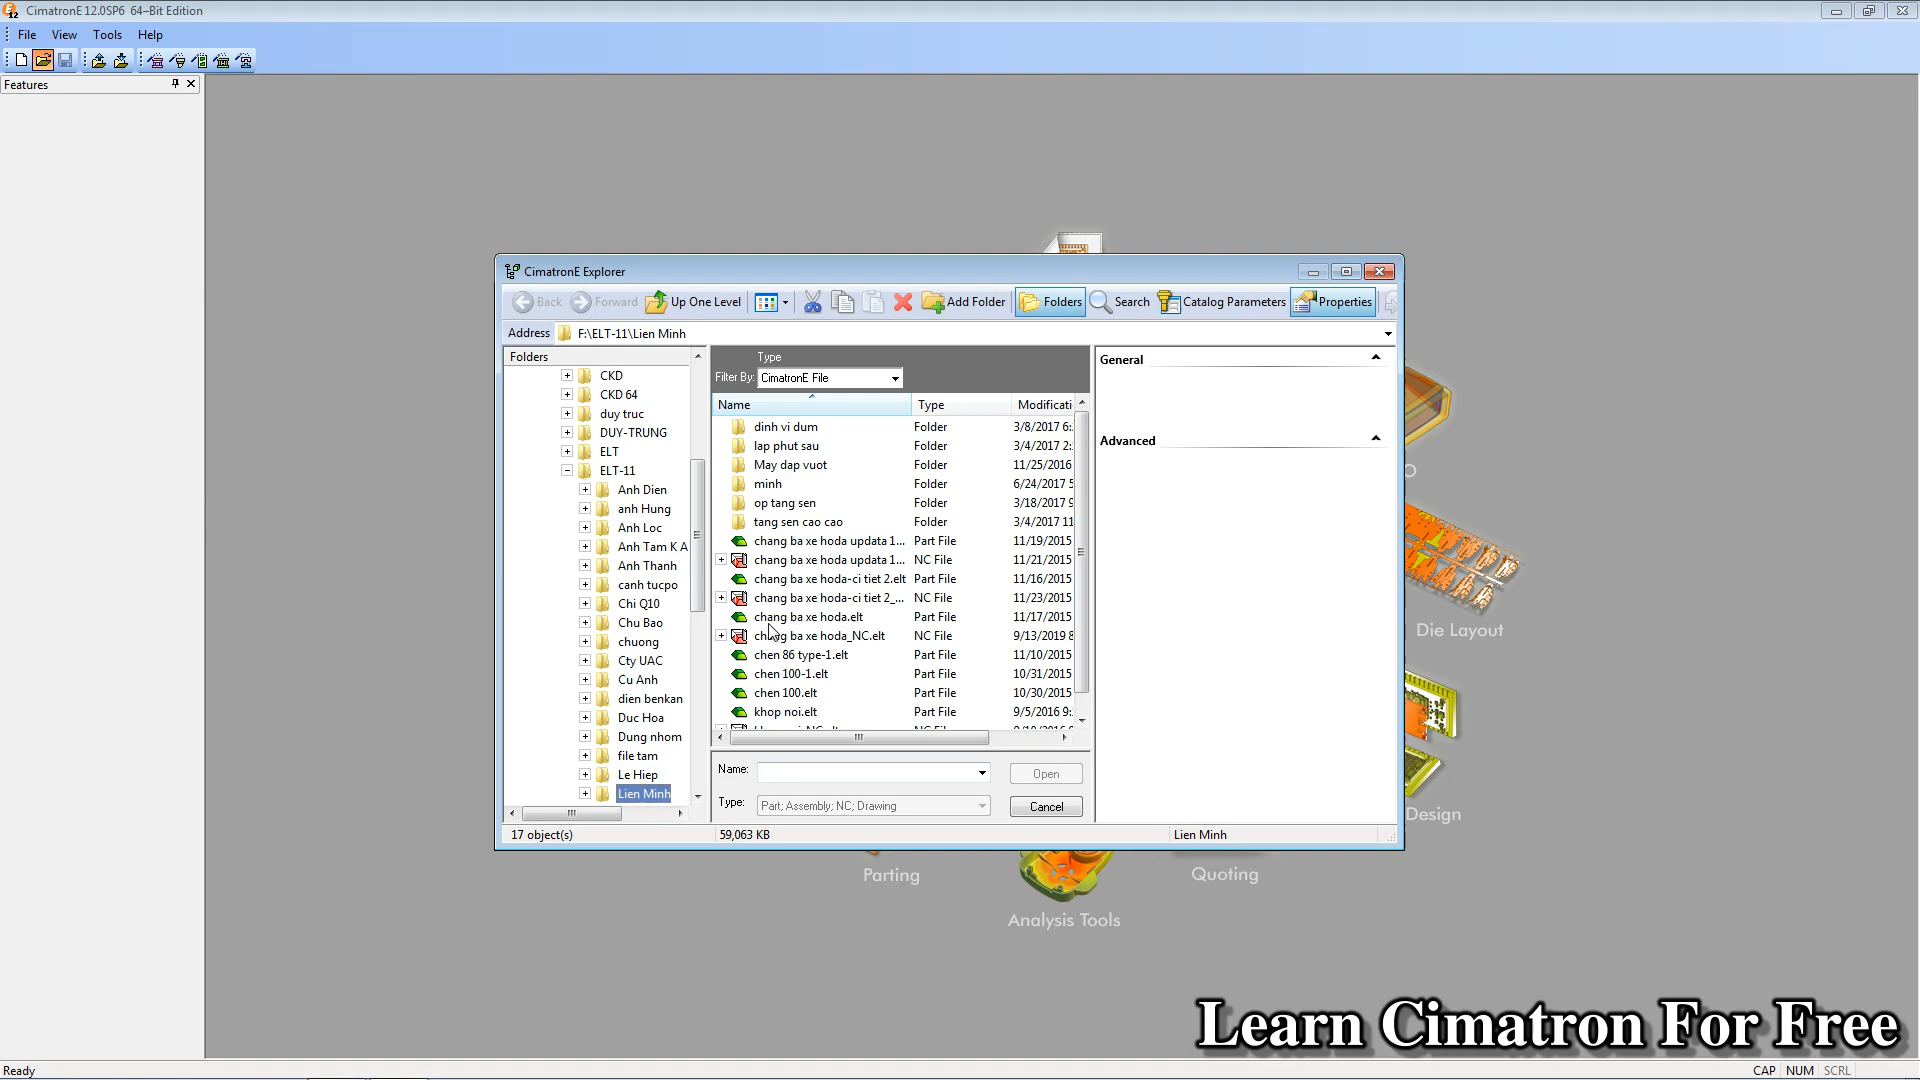 CimatronE 12.0SP6 64-Bit Edition
File View Tools Help
Features
CimatronE Explorer
Back Forward Up One Level Add Folder Folders Search Catalog Parameters Properties
Address F:\ELT-11\Lien Minh
Folders
CKD
CKD 64
duy truc
DUY-TRUNG
ELT
ELT-11
Anh Dien
anh Hung
Anh Loc
Anh Tam K A
Anh Thanh
canh tucpo
Chi Q10
Chu Bao
chuong
Cty UAC
Cu Anh
dien benkan
Duc Hoa
Dung nhom
file tam
Le Hiep
Lien Minh
Type
Filter By: CimatronE File
Name Type Modificati
dinh vi dum Folder 3/8/2017 6:
lap phut sau Folder 3/4/2017 2:
May dap vuot Folder 11/25/2016
minh Folder 6/24/2017 5
op tang sen Folder 3/18/2017 9
tang sen cao cao Folder 3/4/2017 11
chang ba xe hoda updata 1... Part File 11/19/2015
chang ba xe hoda updata 1... NC File 11/21/2015
chang ba xe hoda-ci tiet 2.elt Part File 11/16/2015
chang ba xe hoda-ci tiet 2_... NC File 11/23/2015
chang ba xe hoda.elt Part File 11/17/2015
chang ba xe hoda_NC.elt NC File 9/13/2019 8
chen 86 type-1.elt Part File 11/10/2015
chen 100-1.elt Part File 10/31/2015
chen 100.elt Part File 10/30/2015
khop noi.elt Part File 9/5/2016 9:
Name:
Open
Type: Part; Assembly; NC; Drawing
Cancel
General
Advanced
17 object(s) 59,063 KB Lien Minh
Die Layout
Design
Parting
Quoting
Analysis Tools
Learn Cimatron For Free
Ready CAP NUM SCRL